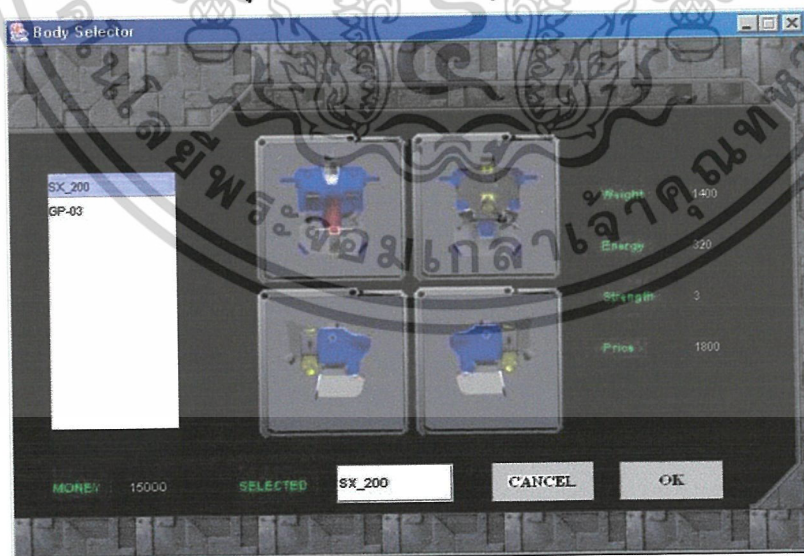 Body Selector
SX_200
GP-03
Weight 1400
Energy 320
Strength 3
Price 1800
MONEY 15000
SELECTED SX_200
CANCEL OK